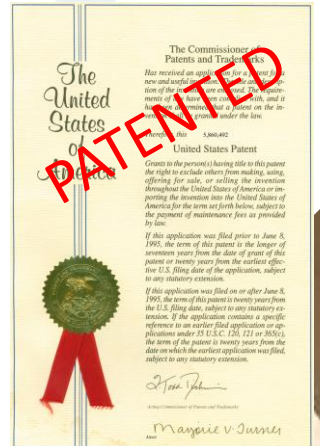 The
United
States
of
America
The Commissioner of
Patents and Trademarks
Has received an application for a patent for a
new and useful invention. The title and descrip-
tion of the invention are enclosed. The require-
ments of law have been complied with, and it
has been determined that a patent on the in-
vention shall be granted under the law.
Therefore, this 5,860,492
United States Patent
Grants to the person(s) having title to this patent
the right to exclude others from making, using,
offering for sale, or selling the invention
throughout the United States of America or im-
porting the invention into the United States of
America for the term set forth below, subject to
the payment of maintenance fees as provided
by law.
If this application was filed prior to June 8,
1995, the term of this patent is the longer of
seventeen years from the date of grant of this
patent or twenty years from the earliest effec-
tive U.S. filing date of the application, subject
to any statutory extension.
If this application was filed on or after June 8,
1995, the term of this patent is twenty years from
the U.S. filing date, subject to any statutory ex-
tension. If the application contains a specific
reference to an earlier filed application or ap-
plications under 35 U.S.C. 120, 121 or 365(c),
the term of the patent is twenty years from the
date on which the earliest application was filed,
subject to any statutory extension.
Acting Commissioner of Patents and Trademarks
Marjorie V. Turner
Attest
PATENTED